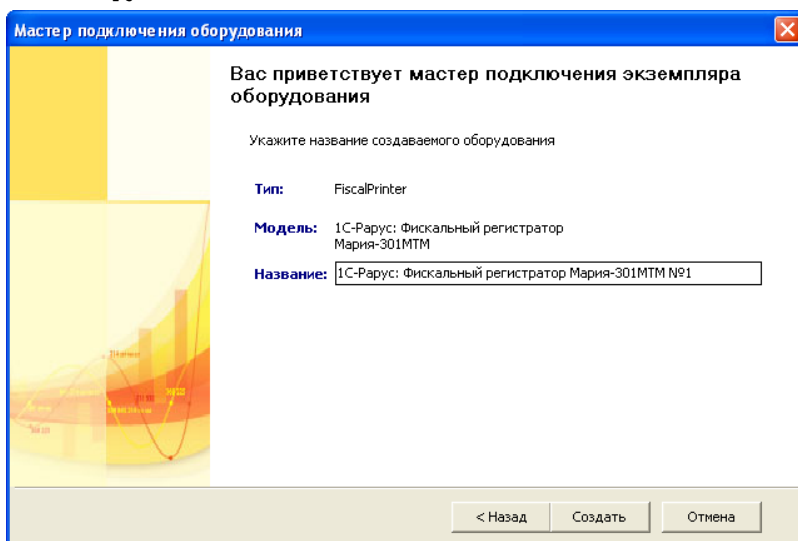 Мастер подключения оборудования
Вас приветствует мастер подключения экземпляра
оборудования
Укажите название создаваемого оборудования
Тип: FiscalPrinter
Модель: 1С-Рарус: Фискальный регистратор
Мария-301МТМ
Название: 1С-Рарус: Фискальный регистратор Мария-301МТМ №1
< Назад Создать Отмена